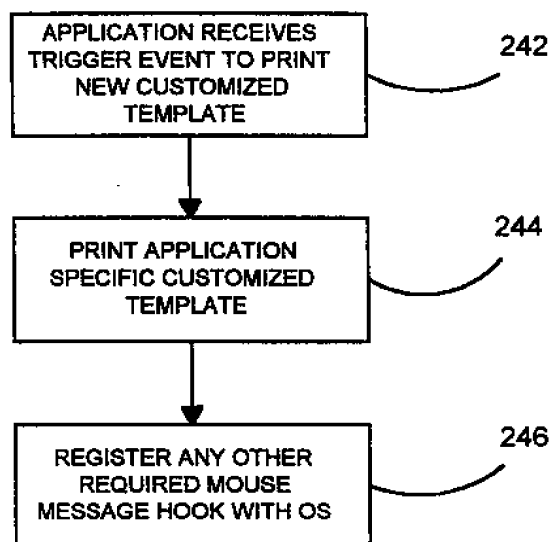 APPLICATION RECEIVES
TRIGGER EVENT TO PRINT
NEW CUSTOMIZED
TEMPLATE
242
PRINT APPLICATION
SPECIFIC CUSTOMIZED
TEMPLATE
244
REGISTER ANY OTHER
REQUIRED MOUSE
MESSAGE HOOK WITH OS
246